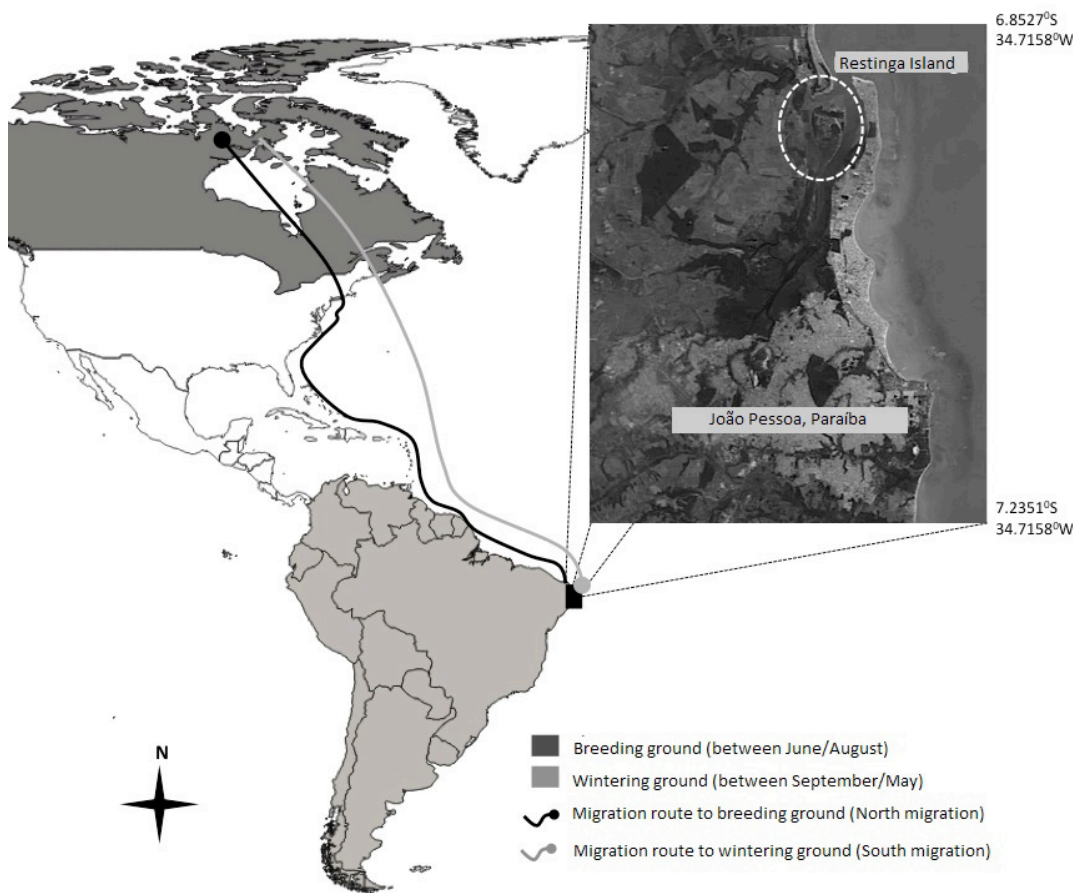 6.8527⁰S
34.7158⁰W
Restinga Island
João Pessoa, Paraíba
7.2351⁰S
34.7158⁰W
N
Breeding ground (between June/August)
Wintering ground (between September/May)
Migration route to breeding ground (North migration)
Migration route to wintering ground (South migration)